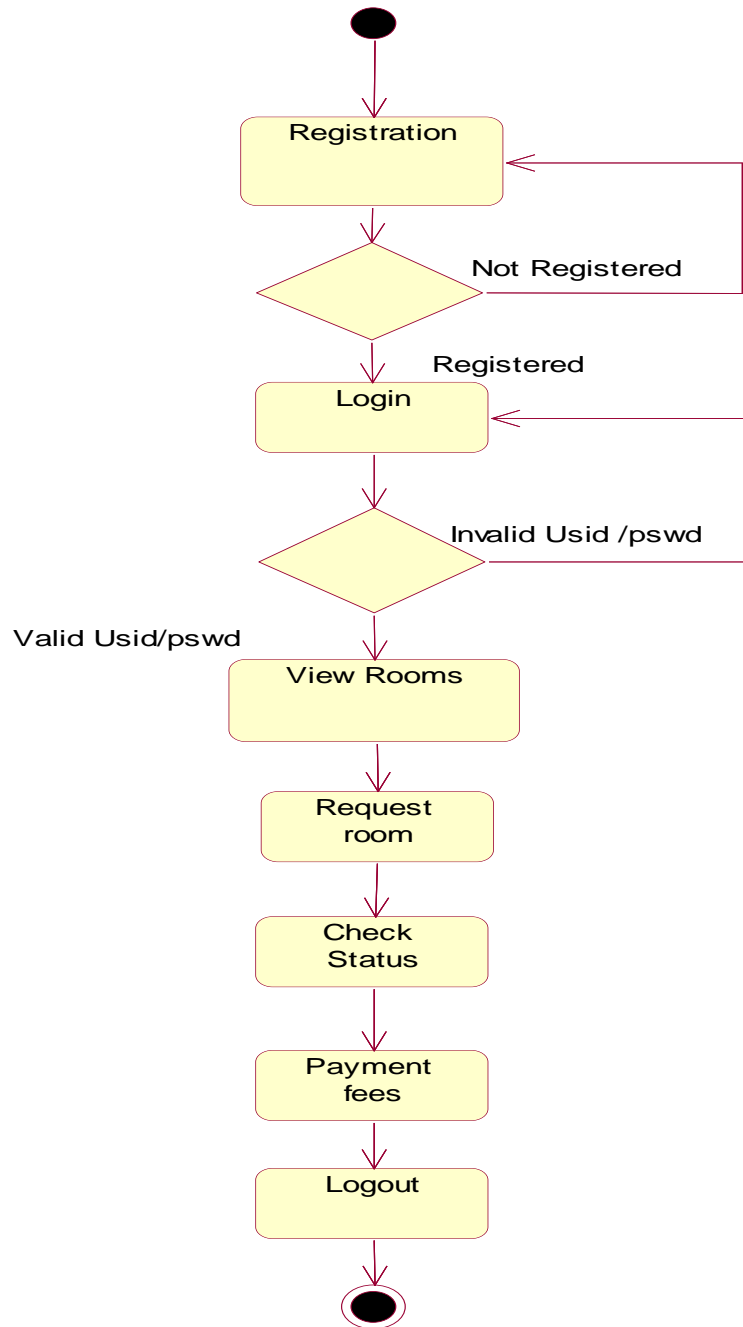 Registration
Not Registered
Registered
Login
Invalid Usid /pswd
Valid Usid/pswd
View Rooms
Request
room
Check
Status
Payment
fees
Logout